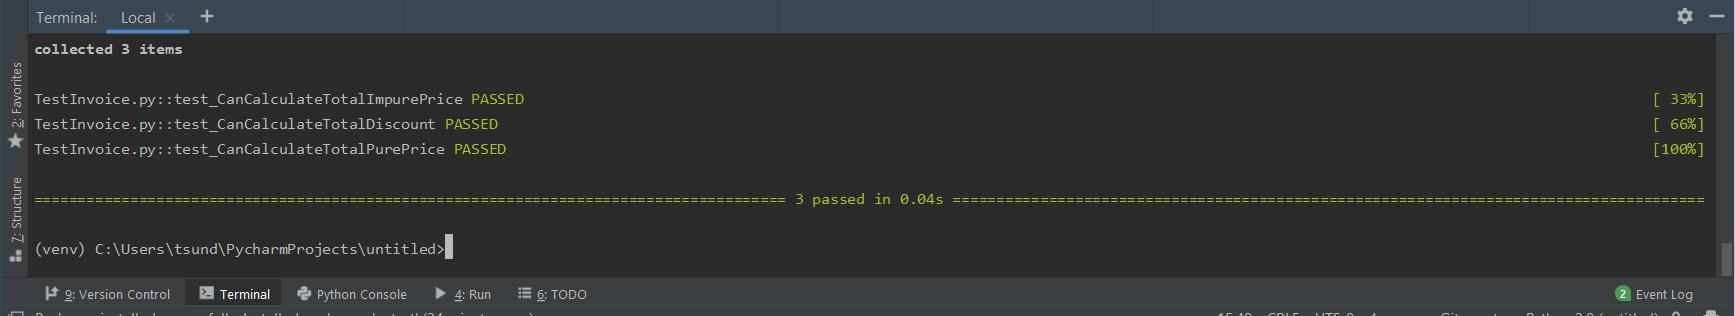 Terminal: Local × +
collected 3 items
TestInvoice.py::test_CanCalculateTotalImpurePrice PASSED [ 33%]
TestInvoice.py::test_CanCalculateTotalDiscount PASSED [ 66%]
TestInvoice.py::test_CanCalculateTotalPurePrice PASSED [100%]
3 passed in 0.04s
(venv) C:\Users\tsund\PycharmProjects\untitled>
2: Favorites
7: Structure
9: Version Control Terminal Python Console 4: Run 6: TODO 2 Event Log